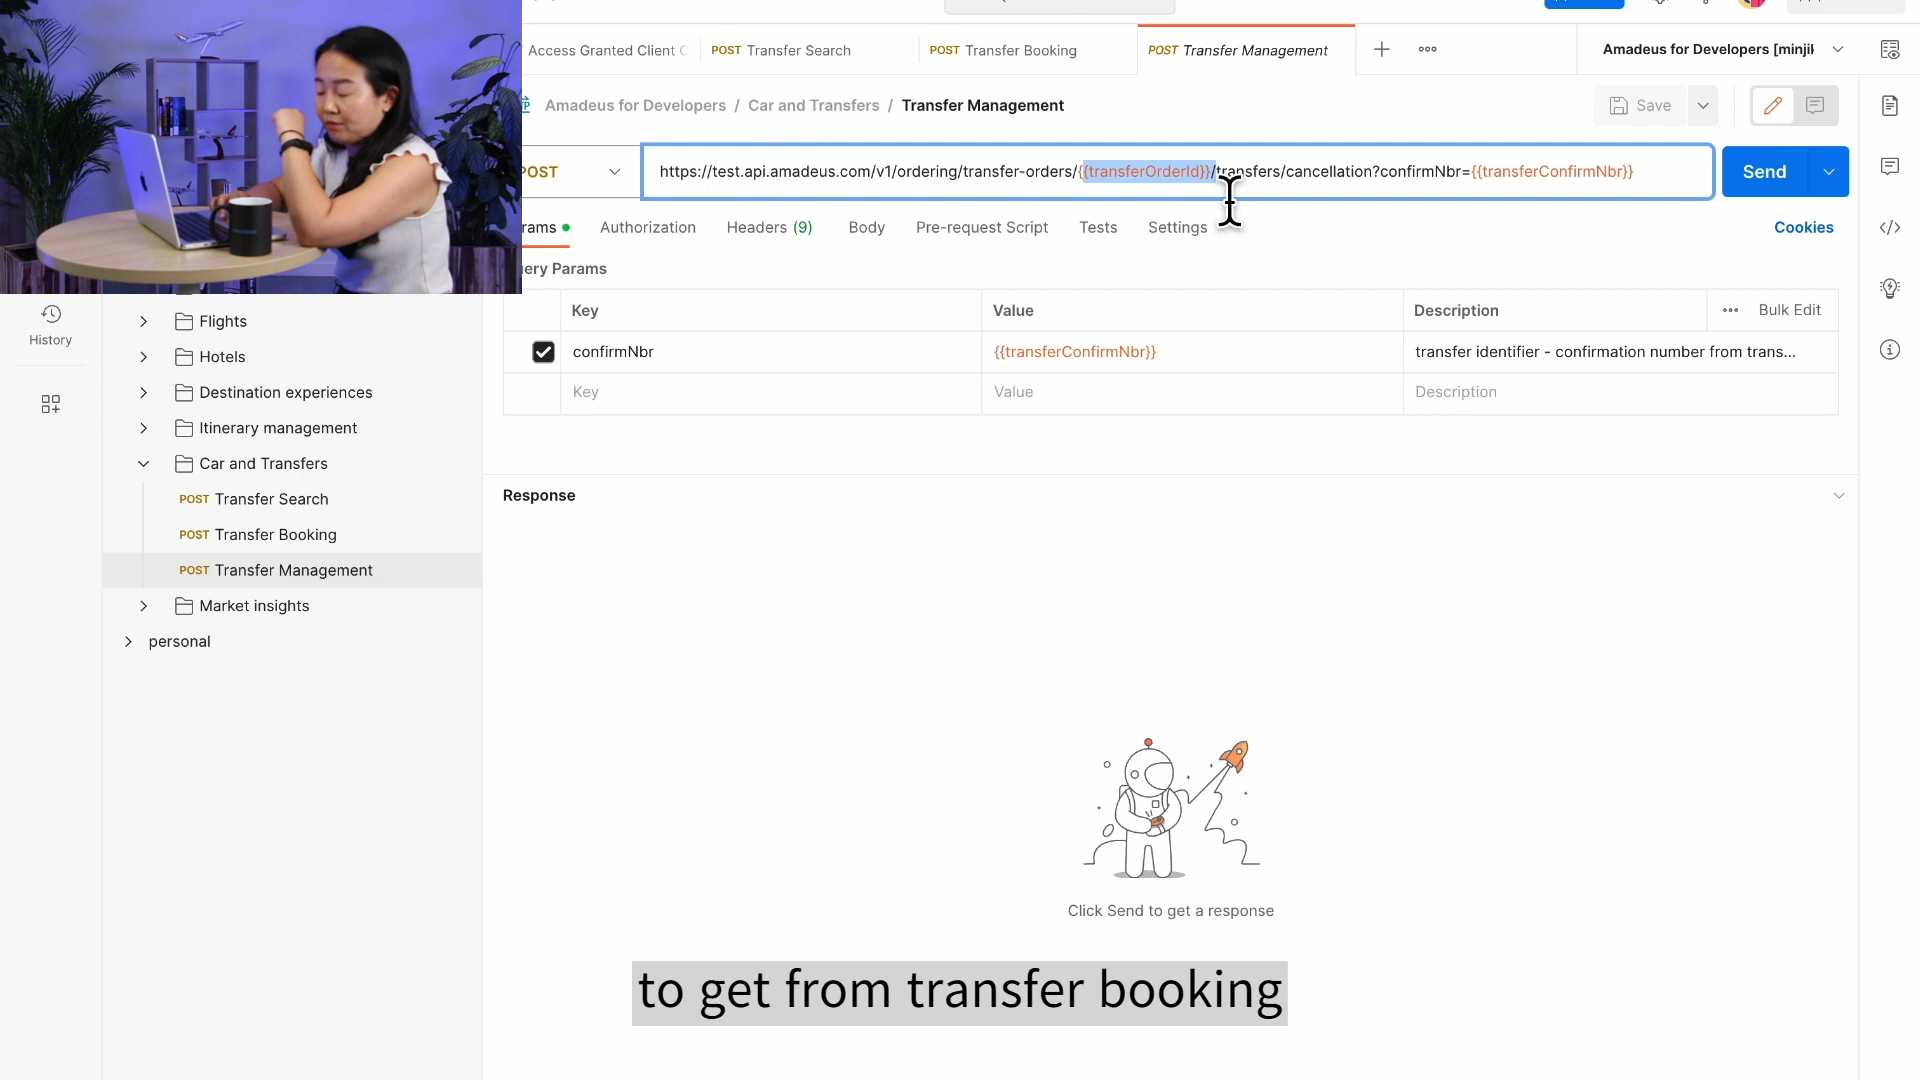 Access Granted Client C
POST Transfer Search
POST Transfer Booking
POST Transfer Management
Amadeus for Developers [minjik
Amadeus for Developers / Car and Transfers / Transfer Management
Save
POST
https://test.api.amadeus.com/v1/ordering/transfer-orders/{{transferOrderId}}/transfers/cancellation?confirmNbr={{transferConfirmNbr}}
Send
rams
Authorization
Headers (9)
Body
Pre-request Script
Tests
Settings
Cookies
ery Params
Key
Value
Description
Bulk Edit
confirmNbr
{{transferConfirmNbr}}
transfer identifier - confirmation number from trans...
Key
Value
Description
History
Flights
Hotels
Destination experiences
Itinerary management
Car and Transfers
POST Transfer Search
POST Transfer Booking
POST Transfer Management
Market insights
personal
Response
Click Send to get a response
to get from transfer booking